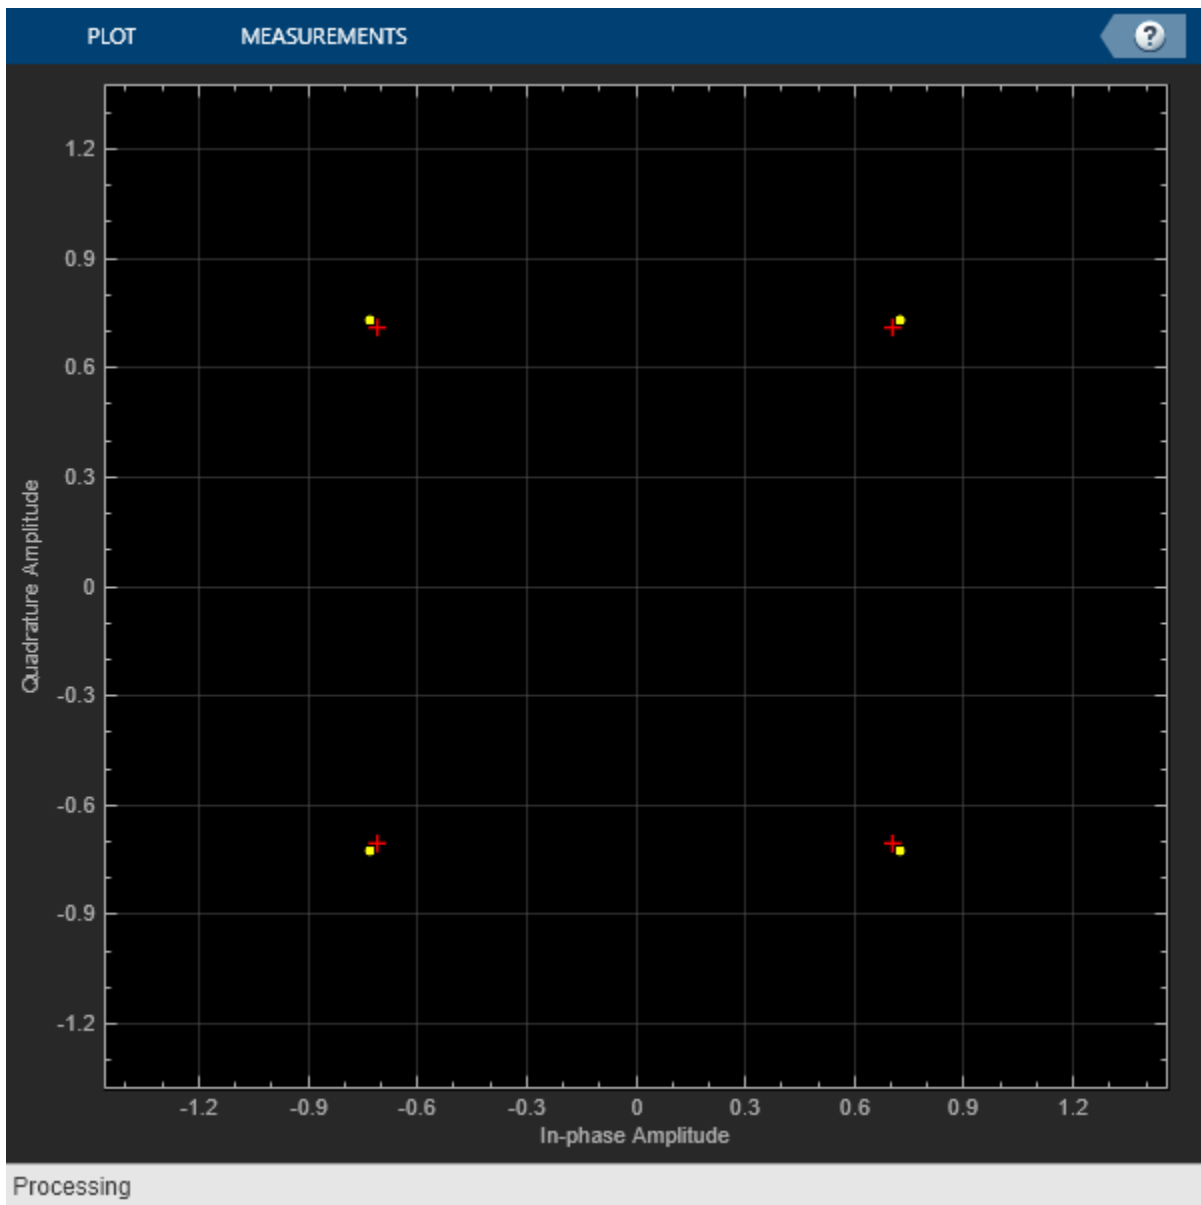 PLOT MEASUREMENTS ?
1.2
0.9
0.6
0.3
0
-0.3
-0.6
-0.9
-1.2
Quadrature Amplitude
-1.2 -0.9 -0.6 -0.3 0 0.3 0.6 0.9 1.2
In-phase Amplitude
Processing